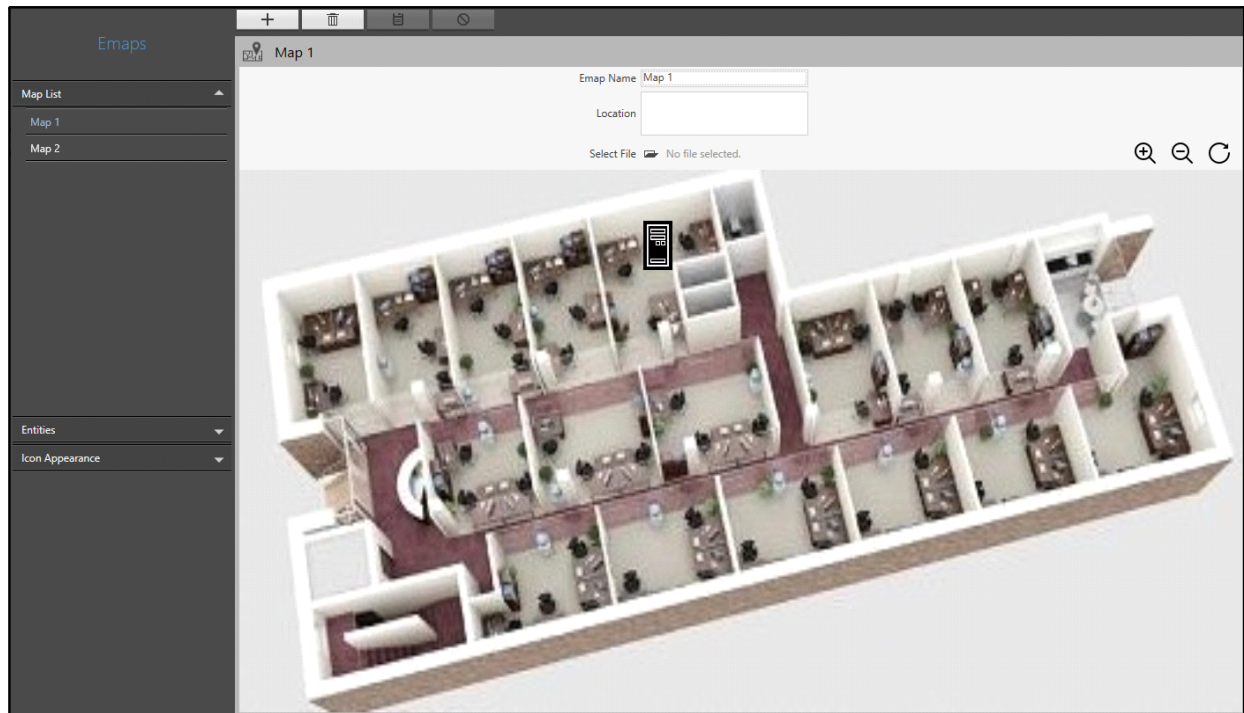 Emaps
Map List
Map 1
Map 2
Entities
Icon Appearance
Map 1
Emap Name Map 1
Location
Select File No file selected.